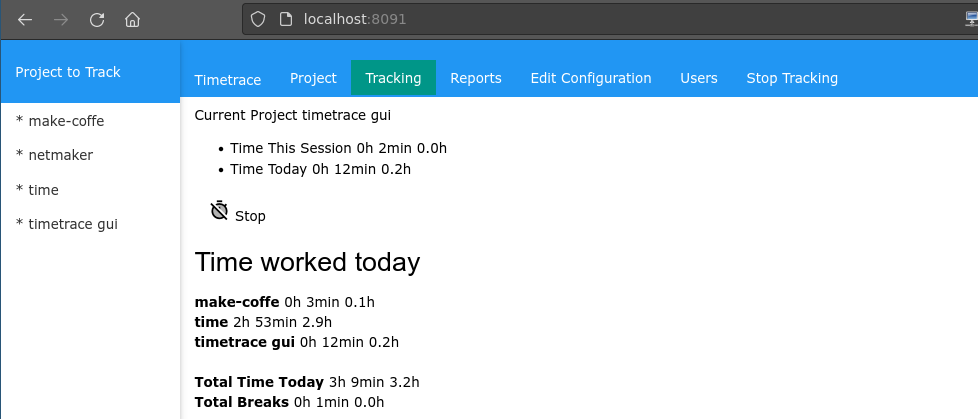 localhost:8091
Project to Track
Timetrace Project Tracking Reports Edit Configuration Users Stop Tracking
* make-coffe
* netmaker
* time
* timetrace gui
Current Project timetrace gui
• Time This Session 0h 2min 0.0h
• Time Today 0h 12min 0.2h
Stop
Time worked today
make-coffe 0h 3min 0.1h
time 2h 53min 2.9h
timetrace gui 0h 12min 0.2h
Total Time Today 3h 9min 3.2h
Total Breaks 0h 1min 0.0h